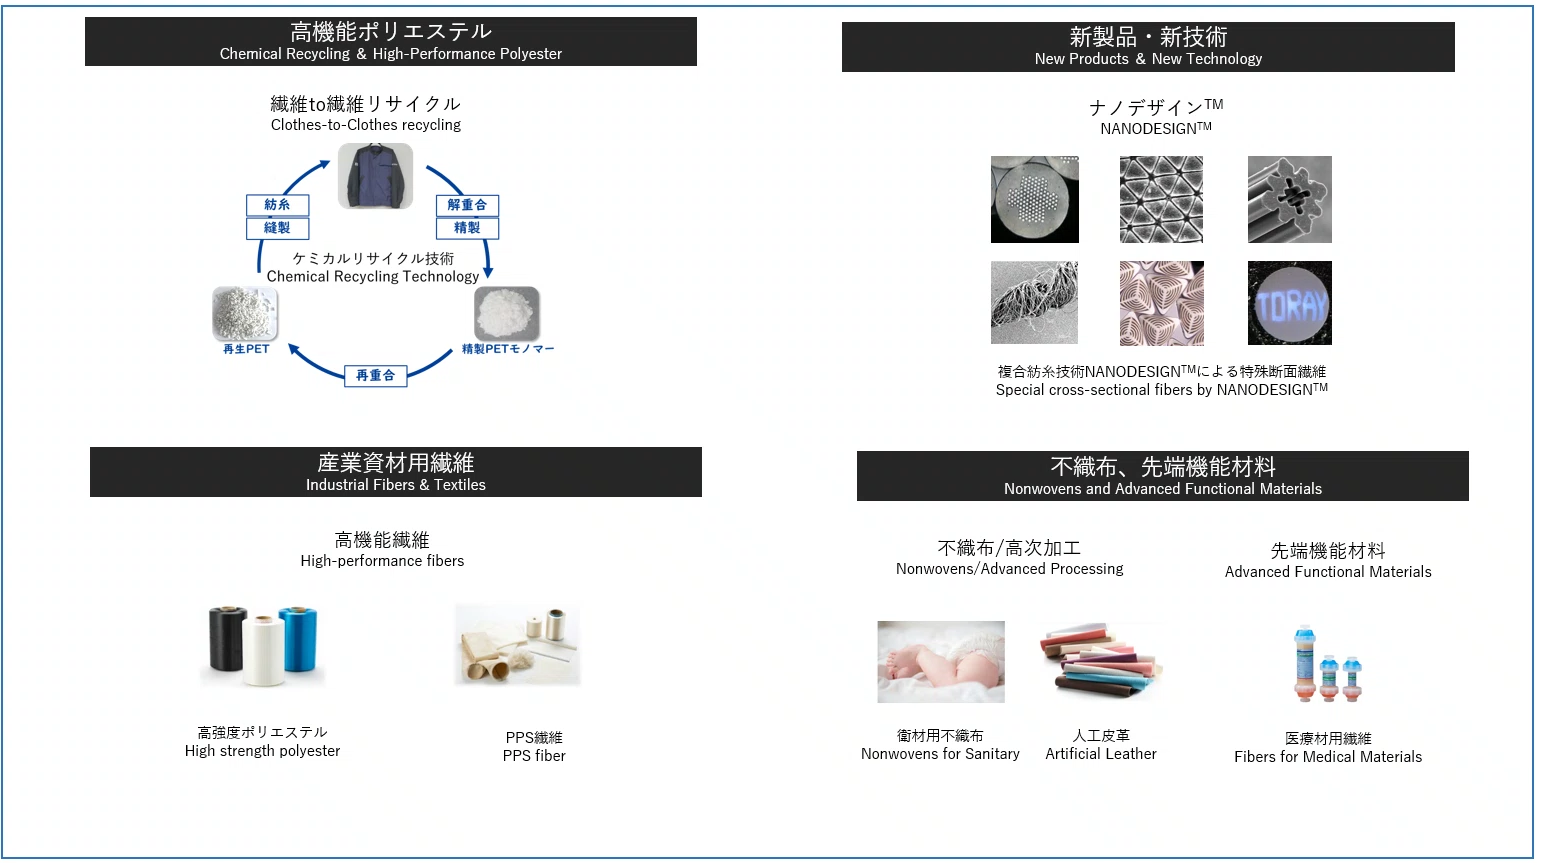 高機能ポリエステル
Chemical Recycling & High-Performance Polyester
繊維to繊維リサイクル
Clothes-to-Clothes recycling
紡糸
縫製
解重合
精製
ケミカルリサイクル技術
Chemical Recycling Technology
再生PET
精製PETモノマー
再重合
新製品・新技術
New Products & New Technology
ナノデザインTM
NANODESIGNTM
TORAY
複合紡糸技術NANODESIGNTMによる特殊断面繊維
Special cross-sectional fibers by NANODESIGNTM
産業資材用繊維
Industrial Fibers & Textiles
高機能繊維
High-performance fibers
高強度ポリエステル
High strength polyester
PPS繊維
PPS fiber
不織布、先端機能材料
Nonwovens and Advanced Functional Materials
不織布/高次加工
Nonwovens/Advanced Processing
先端機能材料
Advanced Functional Materials
衛材用不織布
Nonwovens for Sanitary
人工皮革
Artificial Leather
医療材用繊維
Fibers for Medical Materials